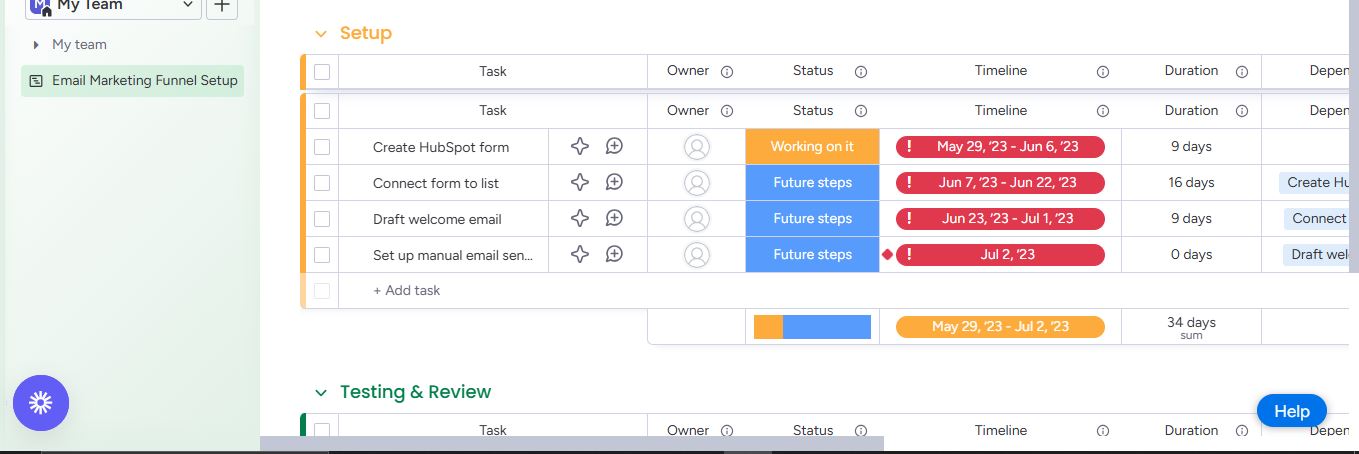 M My Team
My team
Email Marketing Funnel Setup
Setup
Task Owner Status Timeline Duration Depen
Task Owner Status Timeline Duration Depen
Create HubSpot form Working on it ! May 29, '23 - Jun 6, '23 9 days
Connect form to list Future steps ! Jun 7, '23 - Jun 22, '23 16 days Create Hu
Draft welcome email Future steps ! Jun 23, '23 - Jul 1, '23 9 days Connect
Set up manual email sen... Future steps ! Jul 2, '23 0 days Draft wel
+ Add task
May 29, '23 - Jul 2, '23 34 days
sum
Testing & Review
Help
Task Owner Status Timeline Duration Depen